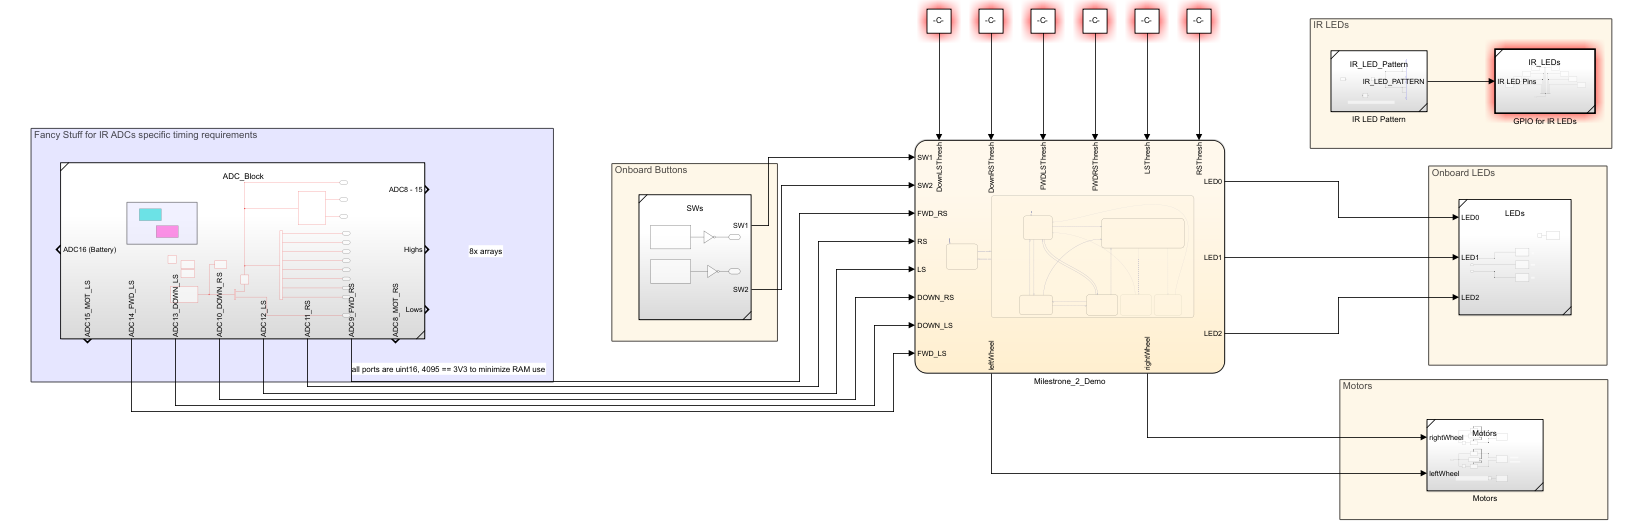 -C-
-C-
-C-
-C-
-C-
-C-
IR LEDs
IR_LED_Pattern
IR_LED_PATTERN
IR LED Pattern
IR_LEDs
IR LED Pins
GPIO for IR LEDs
Fancy Stuff for IR ADCs specific timing requirements
ADC_Block
ADC8 - 15
ADC16 (Battery)
Highs
Lows
8x arrays
ADC15_MOT_LS
ADC14_FWD_LS
ADC13_DOWN_LS
ADC10_DOWN_RS
ADC12_LS
ADC11_RS
ADC9_FWD_RS
ADC8_MOT_RS
all ports are uint16, 4095 == 3V3 to minimize RAM use
Onboard Buttons
SWs
SW1
SW2
DownLSThresh
DownRSThresh
FWDLSThresh
FWDRSThresh
LSThresh
RSThresh
SW1
SW2
FWD_RS
RS
LS
DOWN_RS
DOWN_LS
FWD_LS
LED0
LED1
LED2
leftWheel
rightWheel
Milestrone_2_Demo
Onboard LEDs
LEDs
LED0
LED1
LED2
Motors
Motors
rightWheel
leftWheel
Motors